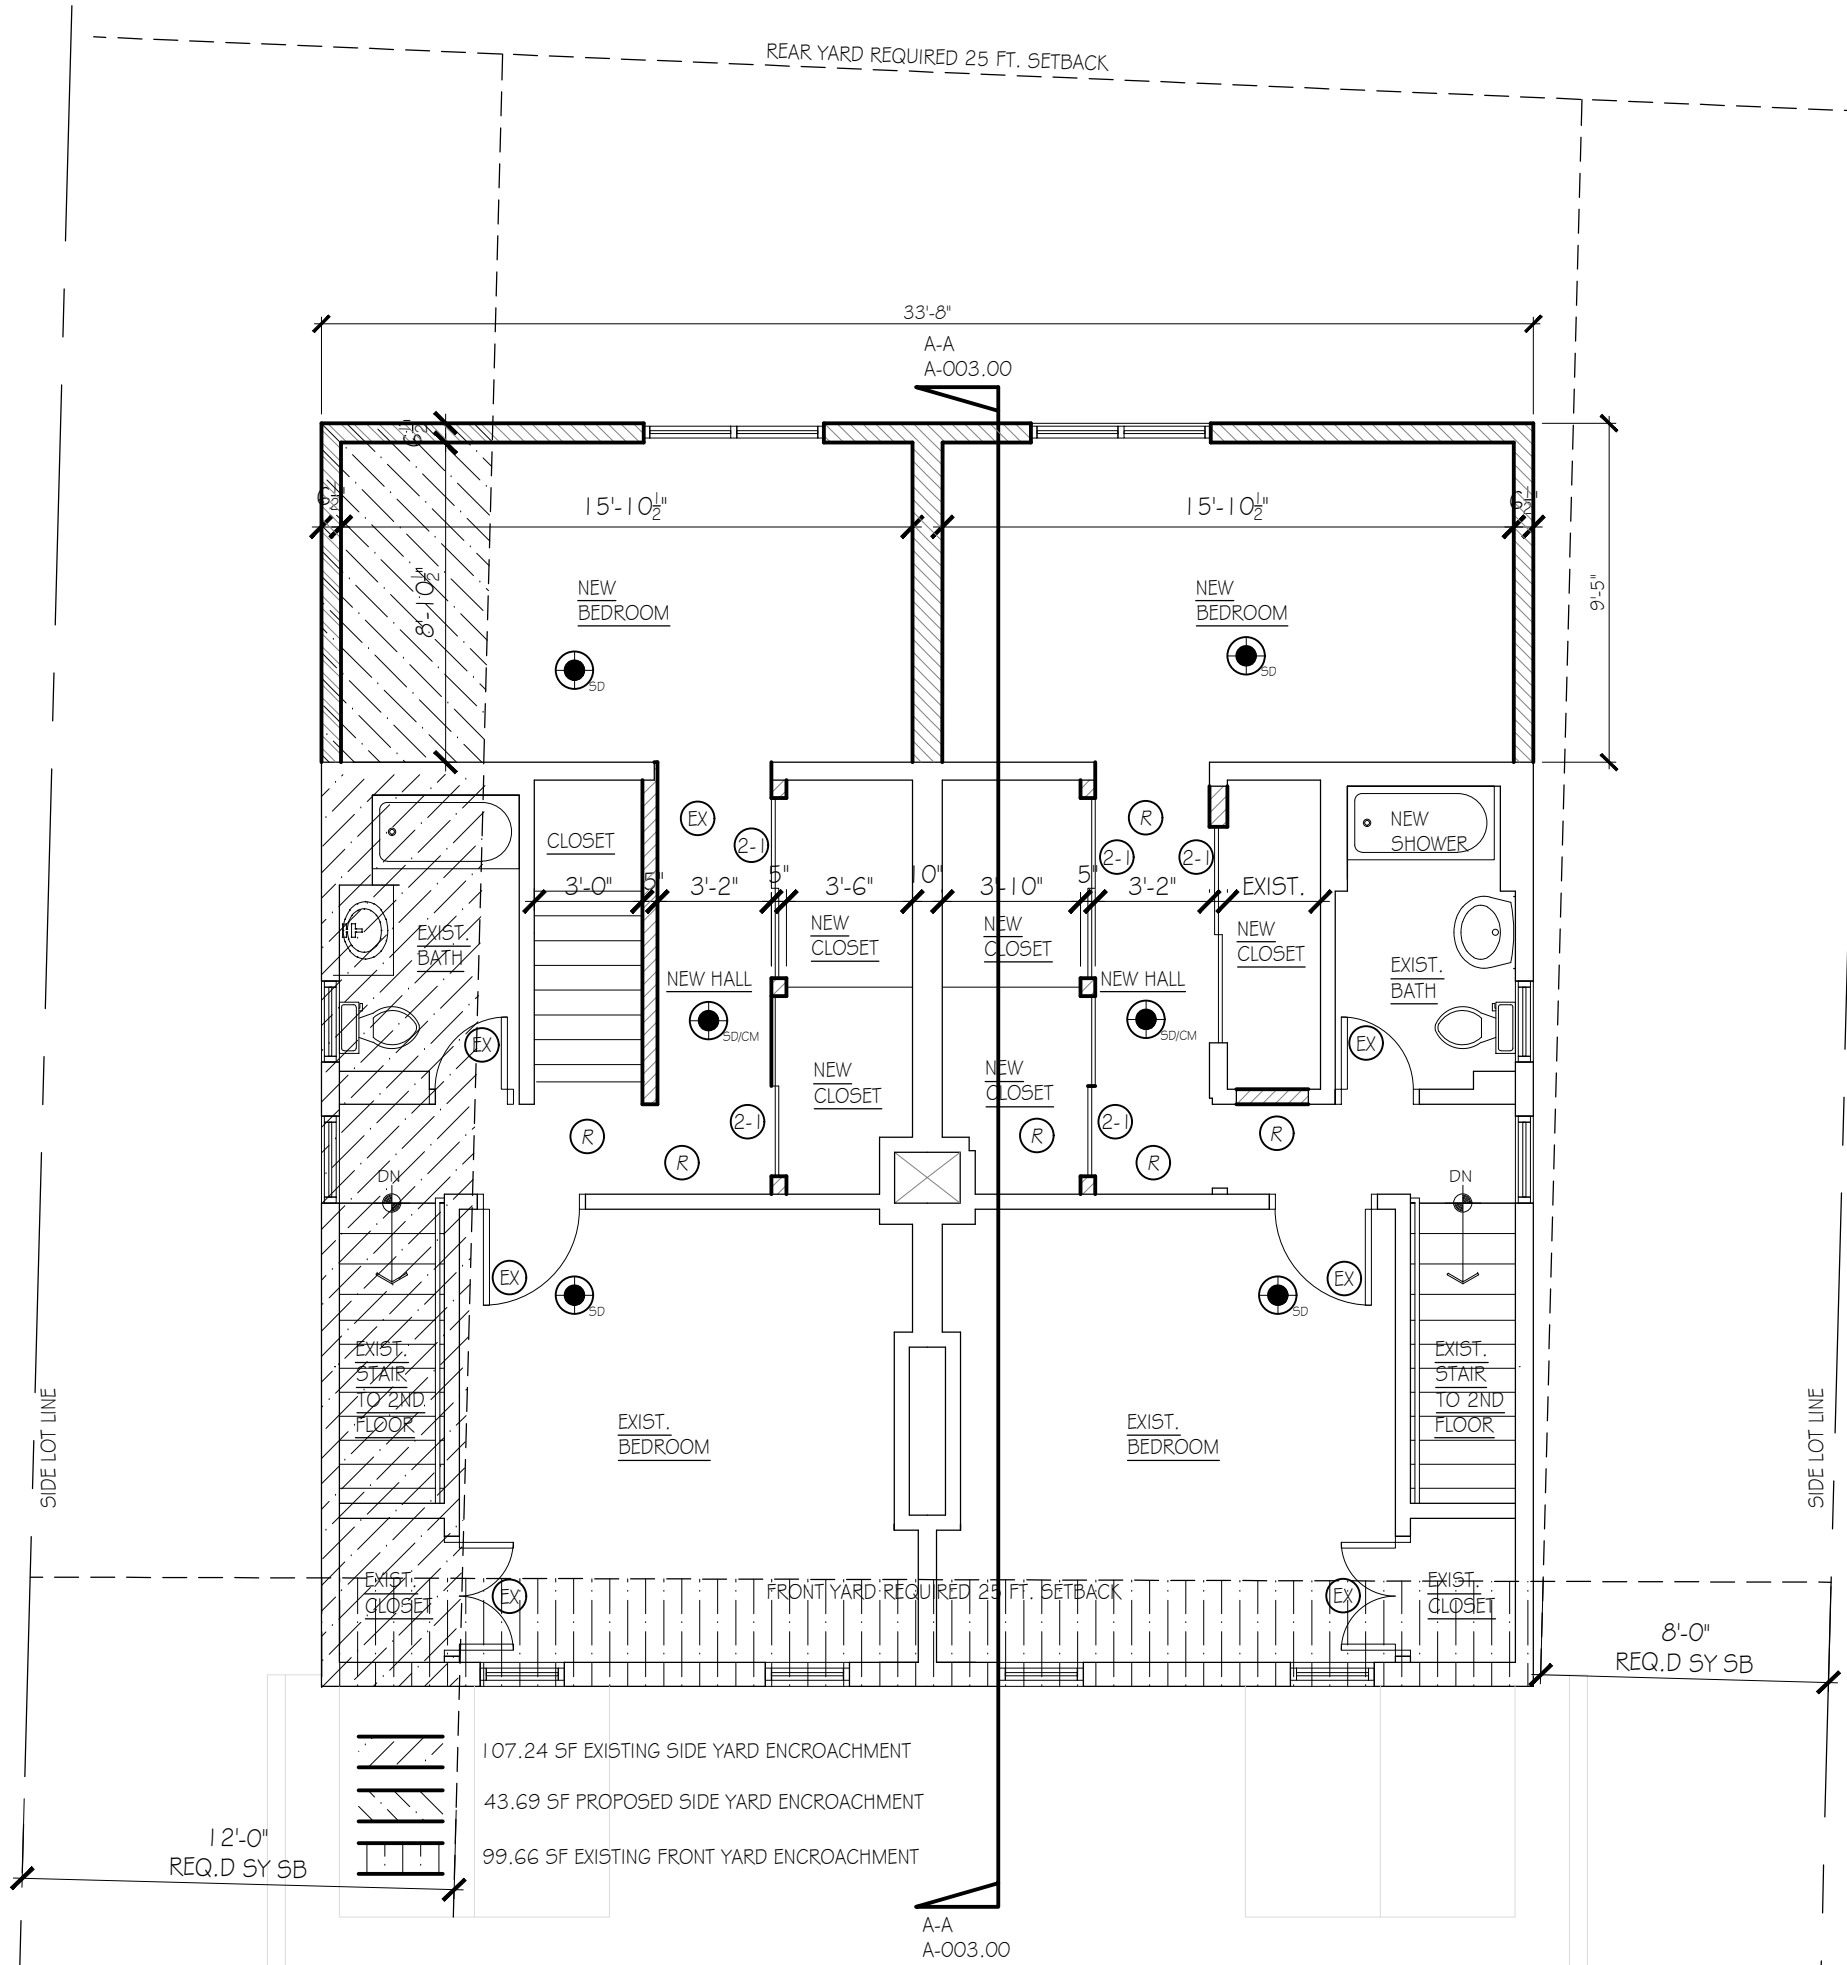 REAR YARD REQUIRED 25 FT. SETBACK
33'-8"
A-A
A-003.00
6½"
6½"
15'-10½"
15'-10½"
6½"
8'-10½"
9'-5"
NEW
BEDROOM
NEW
BEDROOM
SD
SD
EX
2-1
R
2-1
2-1
CLOSET
NEW
SHOWER
3'-0"
5"
3'-2"
5"
3'-6"
10"
3'-10"
5"
3'-2"
EXIST.
EXIST.
BATH
NEW
CLOSET
NEW
CLOSET
NEW
CLOSET
EXIST.
BATH
NEW HALL
NEW HALL
SD/CM
SD/CM
EX
EX
NEW
CLOSET
NEW
CLOSET
R
R
2-1
R
2-1
R
R
DN
DN
EX
SD
SD
EX
EXIST.
STAIR
TO 2ND
FLOOR
EXIST.
STAIR
TO 2ND
FLOOR
SIDE LOT LINE
SIDE LOT LINE
EXIST.
BEDROOM
EXIST.
BEDROOM
FRONT YARD REQUIRED 25 FT. SETBACK
EXIST.
CLOSET
EX
EX
EXIST.
CLOSET
8'-0"
REQ.D SY SB
107.24 SF EXISTING SIDE YARD ENCROACHMENT
43.69 SF PROPOSED SIDE YARD ENCROACHMENT
99.66 SF EXISTING FRONT YARD ENCROACHMENT
12'-0"
REQ.D SY SB
A-A
A-003.00